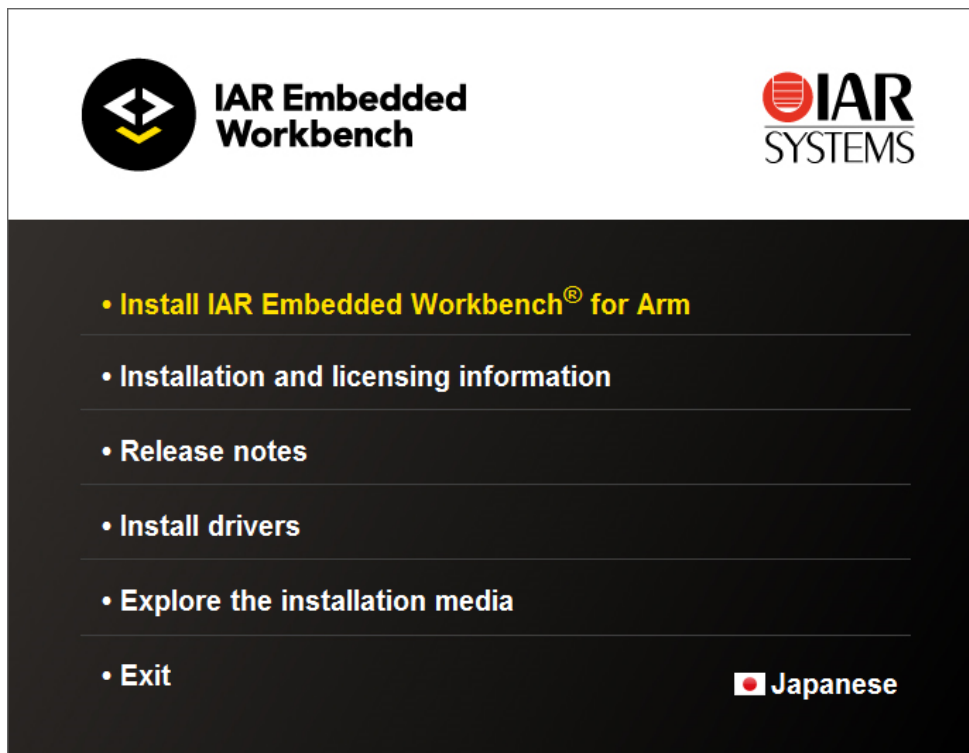 IAR Embedded
Workbench
IAR
SYSTEMS
• Install IAR Embedded Workbench® for Arm
• Installation and licensing information
• Release notes
• Install drivers
• Explore the installation media
• Exit
Japanese